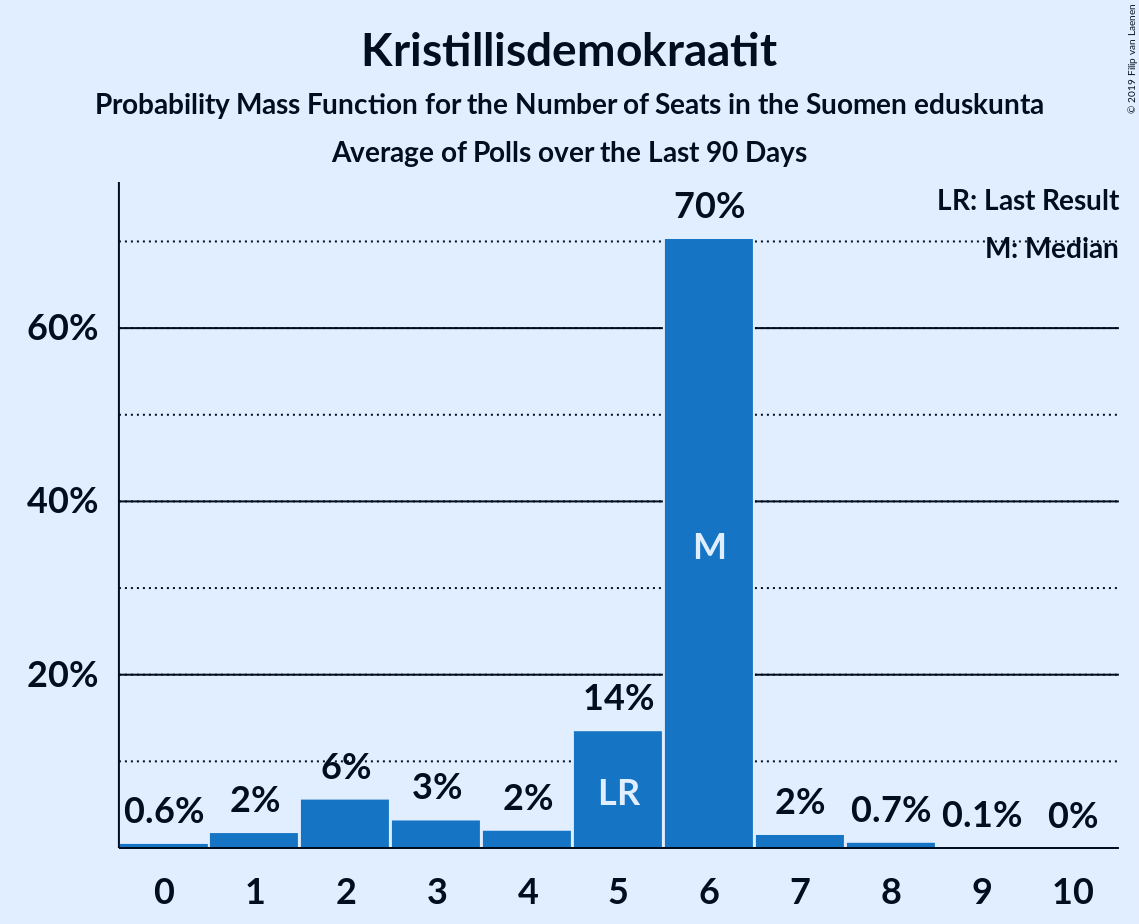 Kristillisdemokraatit
Probability Mass Function for the Number of Seats in the Suomen eduskunta
Average of Polls over the Last 90 Days
© 2019 Filip van Laenen
LR: Last Result
M: Median
70%
60%
40%
20%
0.6%
2%
6%
3%
2%
14%
2%
0.7%
0.1%
0%
M
LR
0 1 2 3 4 5 6 7 8 9 10